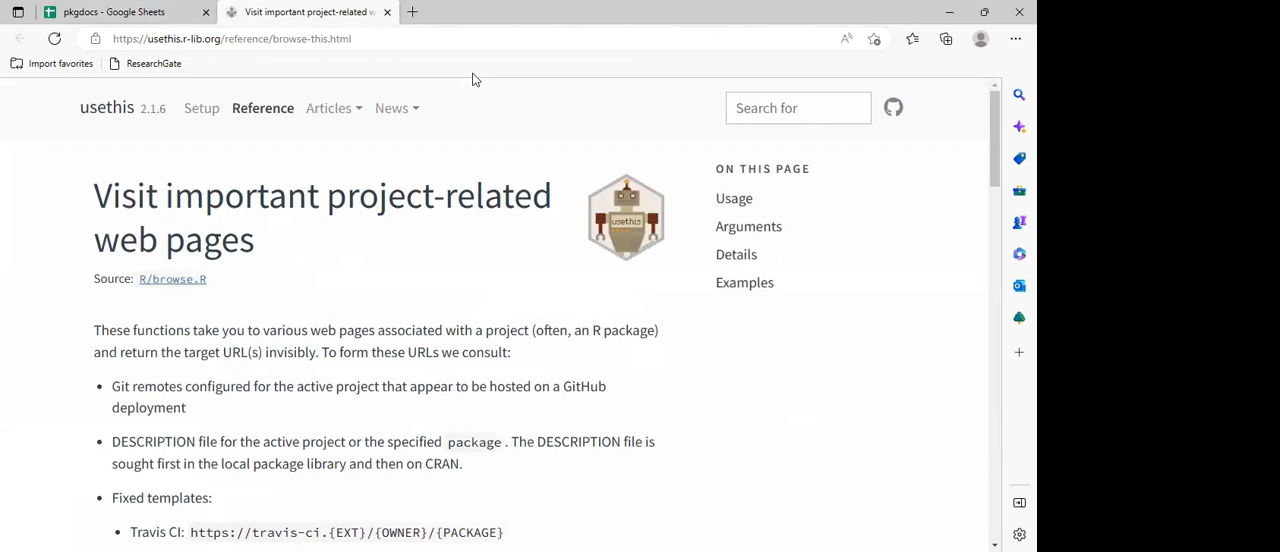 pkgdocs - Google Sheets
Visit important project-related w
https://usethis.r-lib.org/reference/browse-this.html
Import favorites
ResearchGate
usethis 2.1.6 Setup Reference Articles News
Search for
Visit important project-related
web pages
usethis
Source: R/browse.R
ON THIS PAGE
Usage
Arguments
Details
Examples
These functions take you to various web pages associated with a project (often, an R package)
and return the target URL(s) invisibly. To form these URLs we consult:
• Git remotes configured for the active project that appear to be hosted on a GitHub
deployment
• DESCRIPTION file for the active project or the specified package . The DESCRIPTION file is
sought first in the local package library and then on CRAN.
• Fixed templates:
• Travis CI: https://travis-ci.{EXT}/{OWNER}/{PACKAGE}